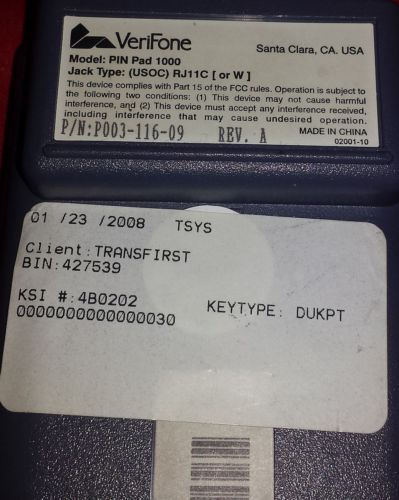 VeriFone
Santa Clara, CA. USA
Model: PIN Pad 1000
Jack Type: (USOC) RJ11C [ or W ]
This device complies with Part 15 of the FCC rules. Operation is subject to
the following two conditions: (1) This device may not cause harmful
interference, and (2) This device must accept any interference received,
including interference that may cause undesired operation.
P/N:P003-116-09 REV. A
MADE IN CHINA
02001-10
01 /23 /2008 TSYS
Client:TRANSFIRST
BIN:427539
KSI #:4B0202
KEYTYPE: DUKPT
0000000000000030